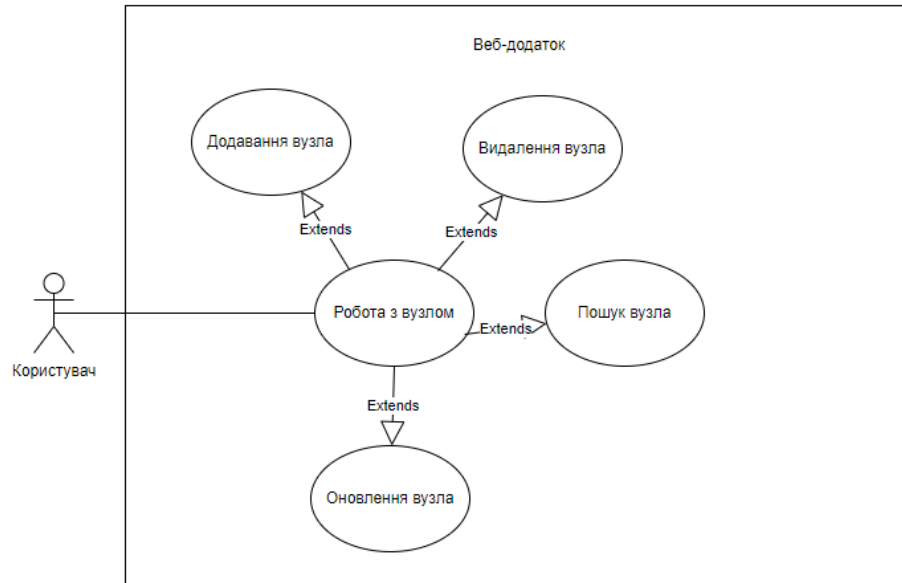 Веб-додаток
Додавання вузла
Видалення вузла
Extends
Extends
Робота з вузлом
Extends
Пошук вузла
Користувач
Extends
Оновлення вузла